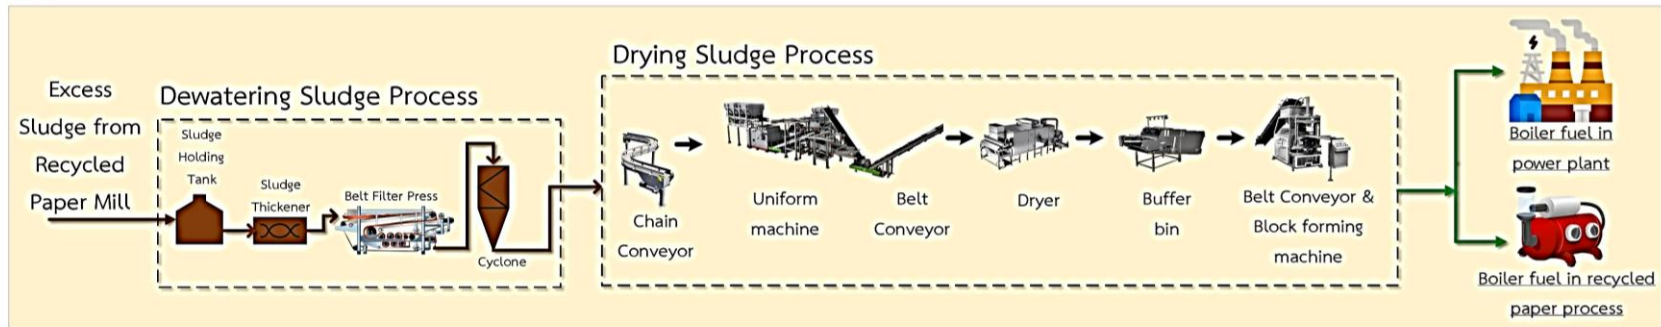 Excess
Sludge from
Recycled
Paper Mill
Dewatering Sludge Process
Sludge
Holding
Tank
Sludge
Thickener
Belt Filter Press
Cyclone
Drying Sludge Process
Chain
Conveyor
Uniform
machine
Belt
Conveyor
Dryer
Buffer
bin
Belt Conveyor &
Block forming
machine
Boiler fuel in
power plant
Boiler fuel in recycled
paper process